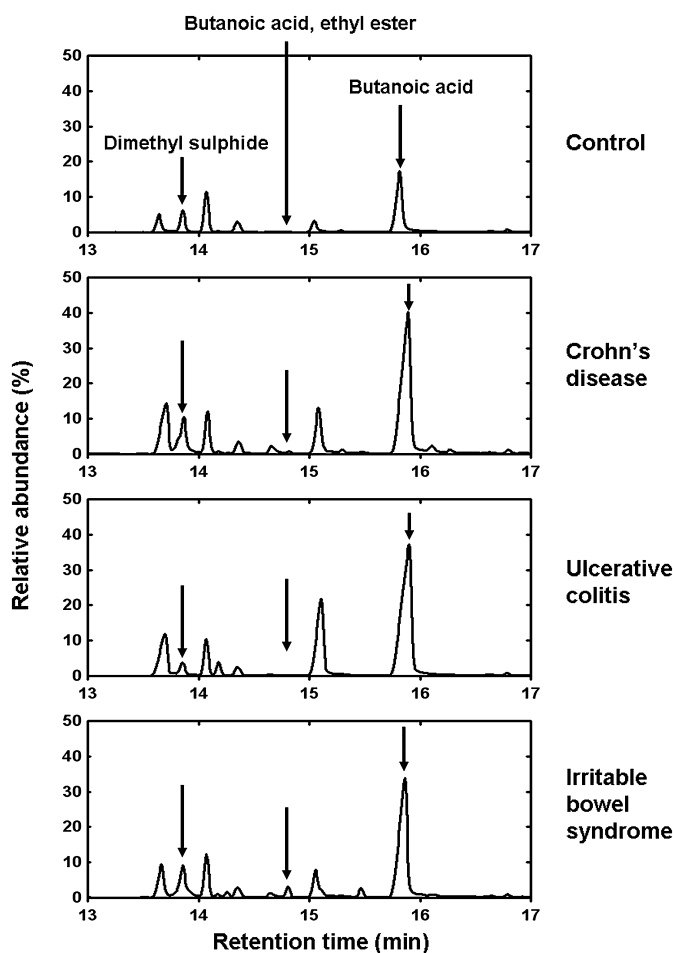 Butanoic acid, ethyl ester
Butanoic acid
Dimethyl sulphide
Control
50
40
30
20
10
0
13 14 15 16 17
Crohn's
disease
50
40
30
20
10
0
13 14 15 16 17
Relative abundance (%)
Ulcerative
colitis
50
40
30
20
10
0
13 14 15 16 17
Irritable
bowel
syndrome
50
40
30
20
10
0
13 14 15 16 17
Retention time (min)